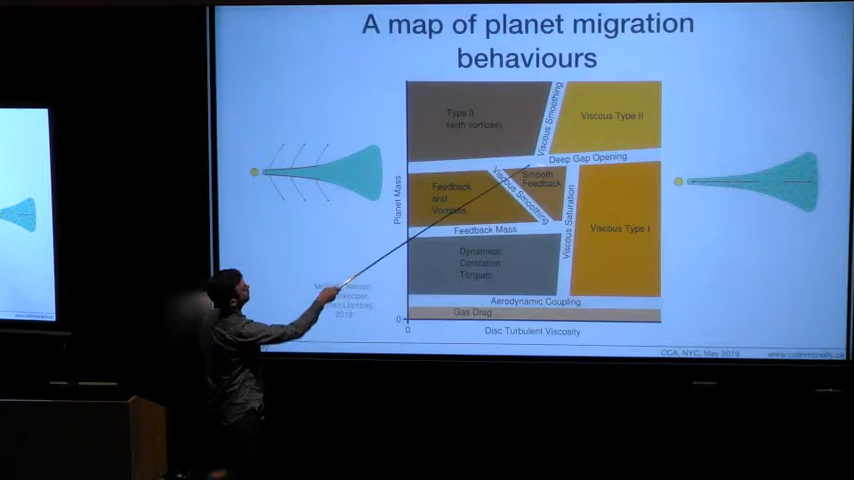 A map of planet migration
behaviours
Type II
(with vortices)
Viscous Smoothing
Viscous Type II
Deep Gap Opening
Planet Mass
Feedback
and
Vortices
Viscous Smoothing
Smooth
Feedback
Viscous Saturation
Viscous Type I
Feedback Mass
Dynamical
Corotation
Torques
Aerodynamic Coupling
Gas Drag
0
0
Disc Turbulent Viscosity
Nelson,
2019
CCA, NYC, May 2019
www.colinmcnally.ca